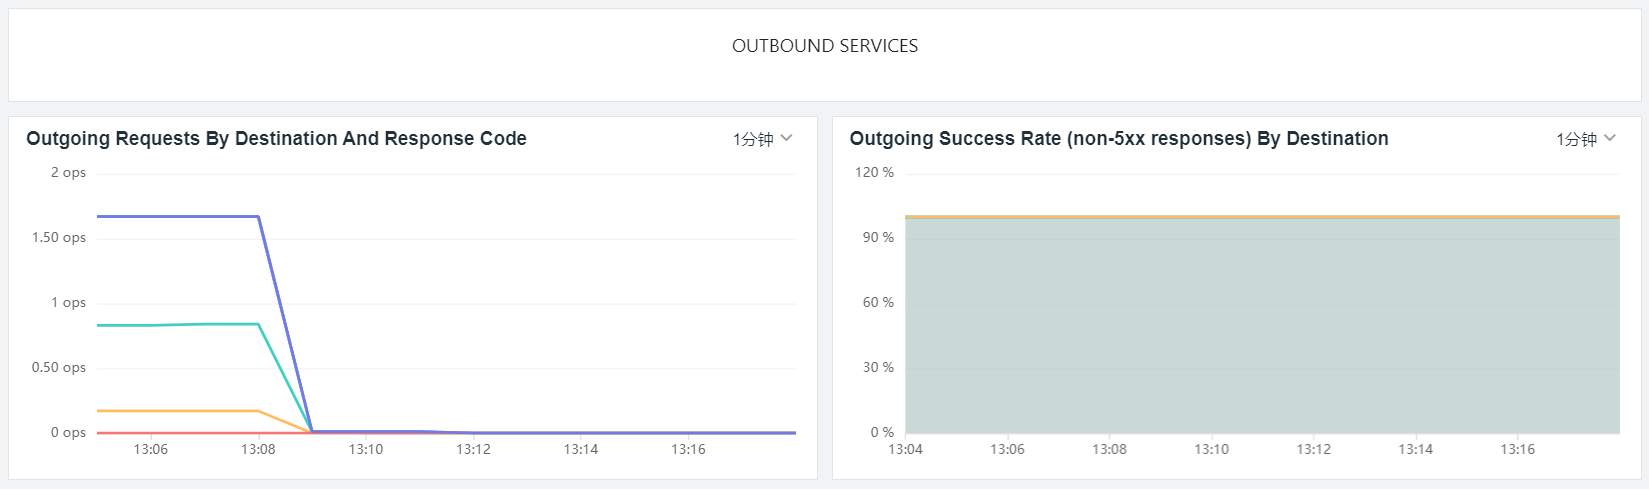 OUTBOUND SERVICES
Outgoing Requests By Destination And Response Code
1分钟
2 ops
1.50 ops
1 ops
0.50 ops
0 ops
13:06
13:08
13:10
13:12
13:14
13:16
Outgoing Success Rate (non-5xx responses) By Destination
1分钟
120 %
90 %
60 %
30 %
0 %
13:04
13:06
13:08
13:10
13:12
13:14
13:16